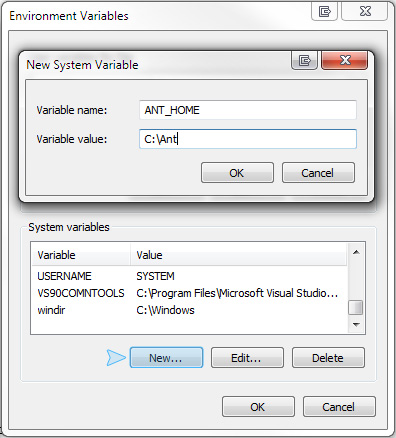 Environment Variables
New System Variable
Variable name: ANT_HOME
Variable value: C:\Ant
OK Cancel
System variables
Variable Value
USERNAME SYSTEM
VS90COMNTOOLS C:\Program Files\Microsoft Visual Studio...
windir C:\Windows
New... Edit... Delete
OK Cancel